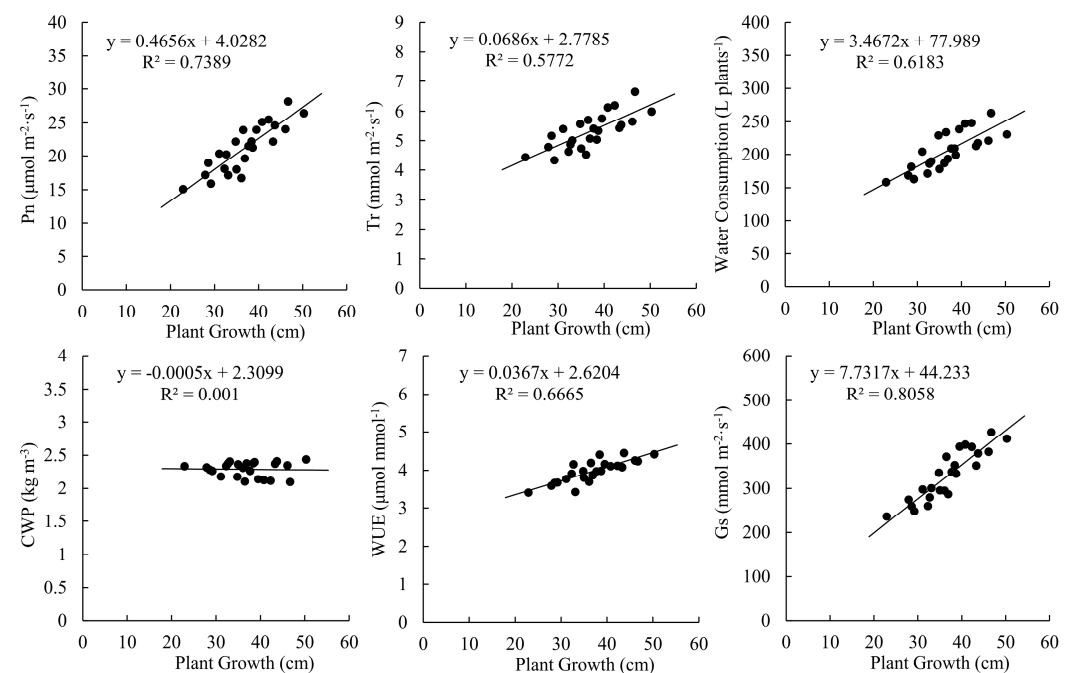 y = 0.4656x + 4.0282
R² = 0.7389
40
35
30
25
20
15
10
5
0
Pn (μmol m⁻²·s⁻¹)
0 10 20 30 40 50 60
Plant Growth (cm)
y = 0.0686x + 2.7785
R² = 0.5772
9
8
7
6
5
4
3
2
1
0
Tr (mmol m⁻²·s⁻¹)
0 10 20 30 40 50 60
Plant Growth (cm)
y = 3.4672x + 77.989
R² = 0.6183
400
350
300
250
200
150
100
50
0
Water Consumption (L plants⁻¹)
0 10 20 30 40 50 60
Plant Growth (cm)
y = -0.0005x + 2.3099
R² = 0.001
4
3.5
3
2.5
2
1.5
1
0.5
0
CWP (kg m⁻³)
0 10 20 30 40 50 60
Plant Growth (cm)
y = 0.0367x + 2.6204
R² = 0.6665
7
6
5
4
3
2
1
0
WUE (μmol mmol⁻¹)
0 10 20 30 40 50 60
Plant Growth (cm)
y = 7.7317x + 44.233
R² = 0.8058
600
500
400
300
200
100
0
Gs (mmol m⁻²·s⁻¹)
0 10 20 30 40 50 60
Plant Growth (cm)